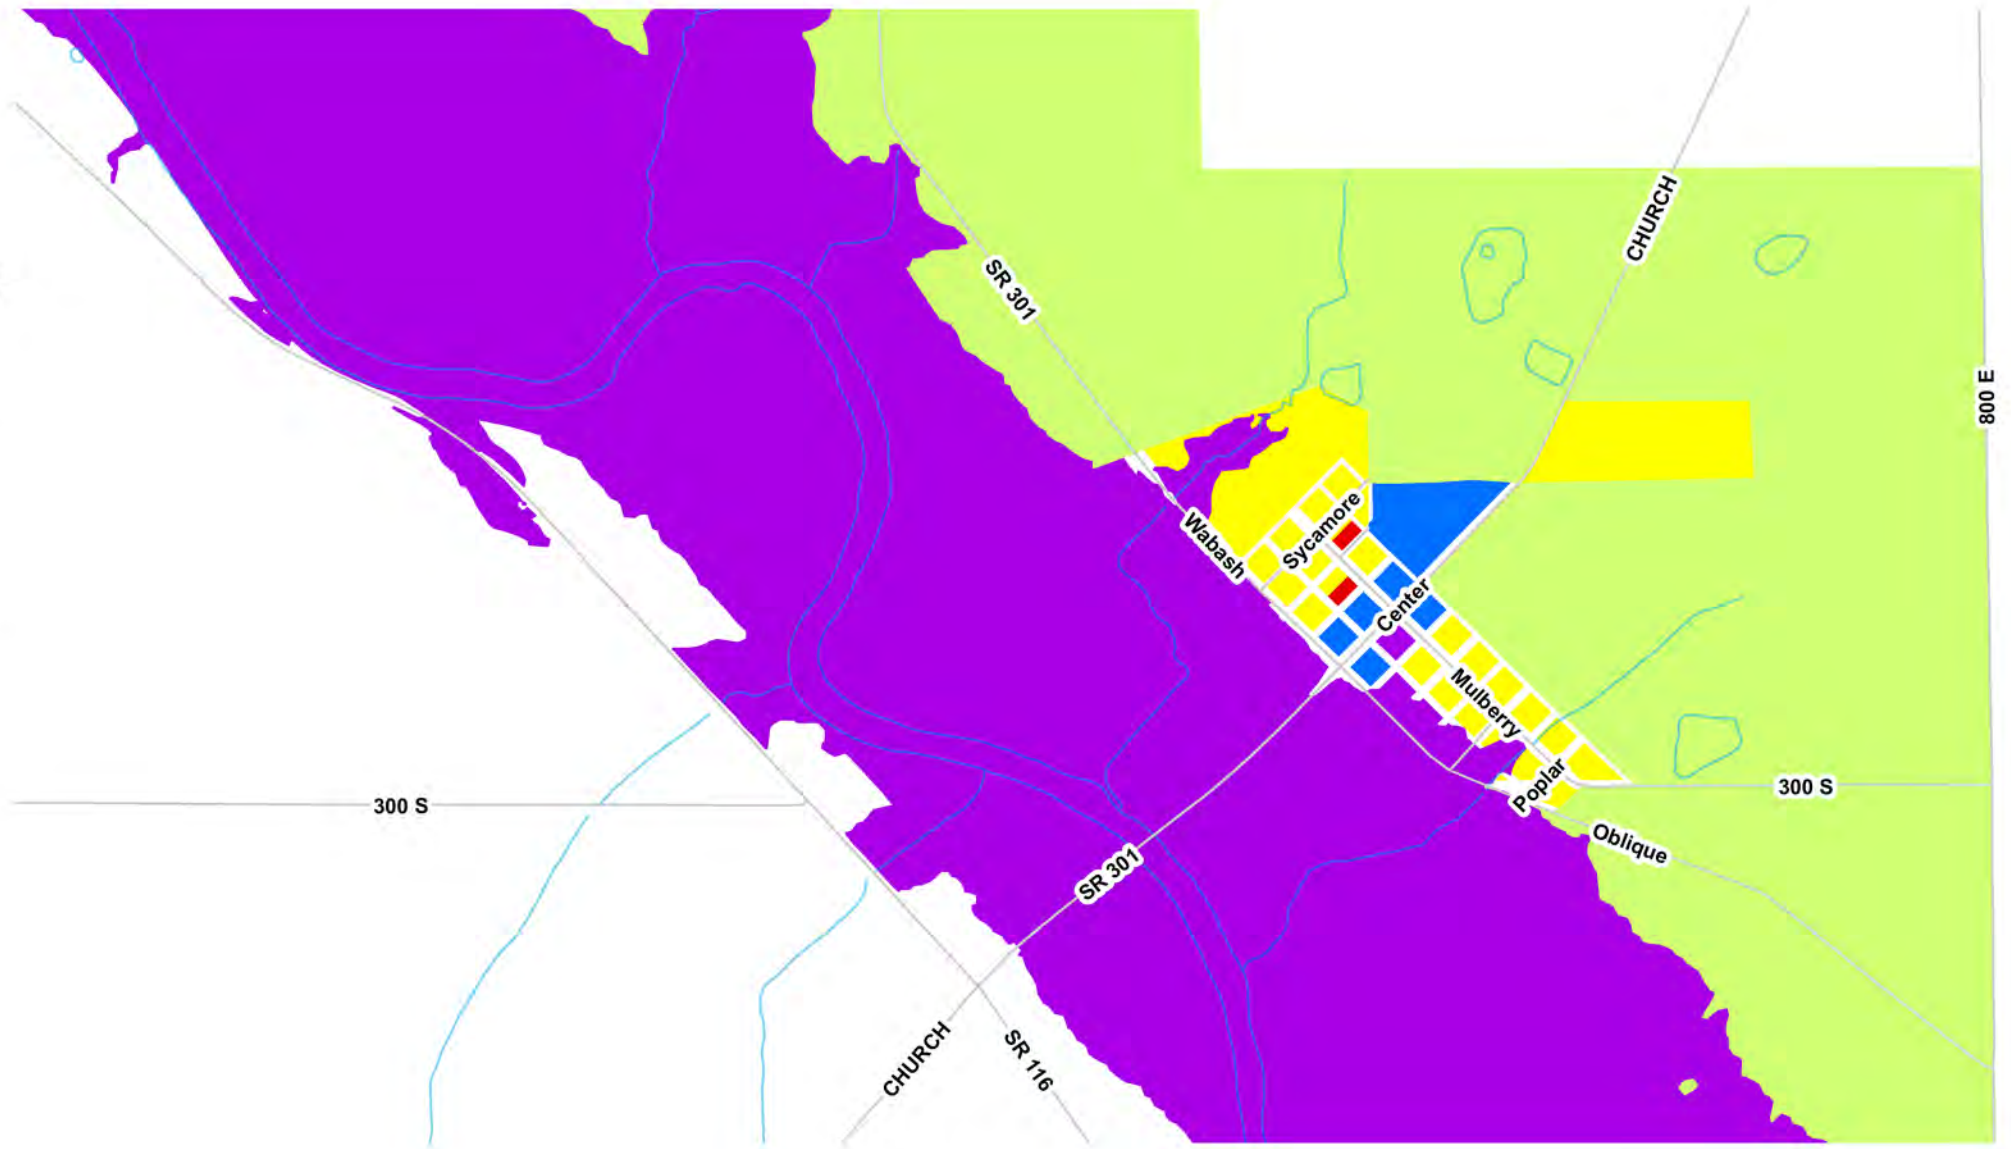 CHURCH
SR 301
800 E
Sycamore
Wabash
Center
Mulberry
Poplar
300 S
300 S
Oblique
SR 301
CHURCH
SR 116